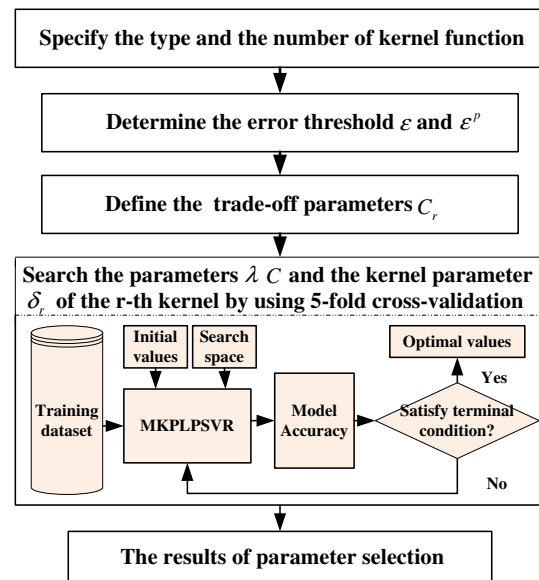 Specify the type and the number of kernel function
Determine the error threshold ε and ε^p
Define the trade-off parameters C_r
Search the parameters λ C and the kernel parameter
δ_r of the r-th kernel by using 5-fold cross-validation
Training
dataset
Initial
values
Search
space
MKPLPSVR
Model
Accuracy
Optimal values
Yes
Satisfy terminal
condition?
No
The results of parameter selection